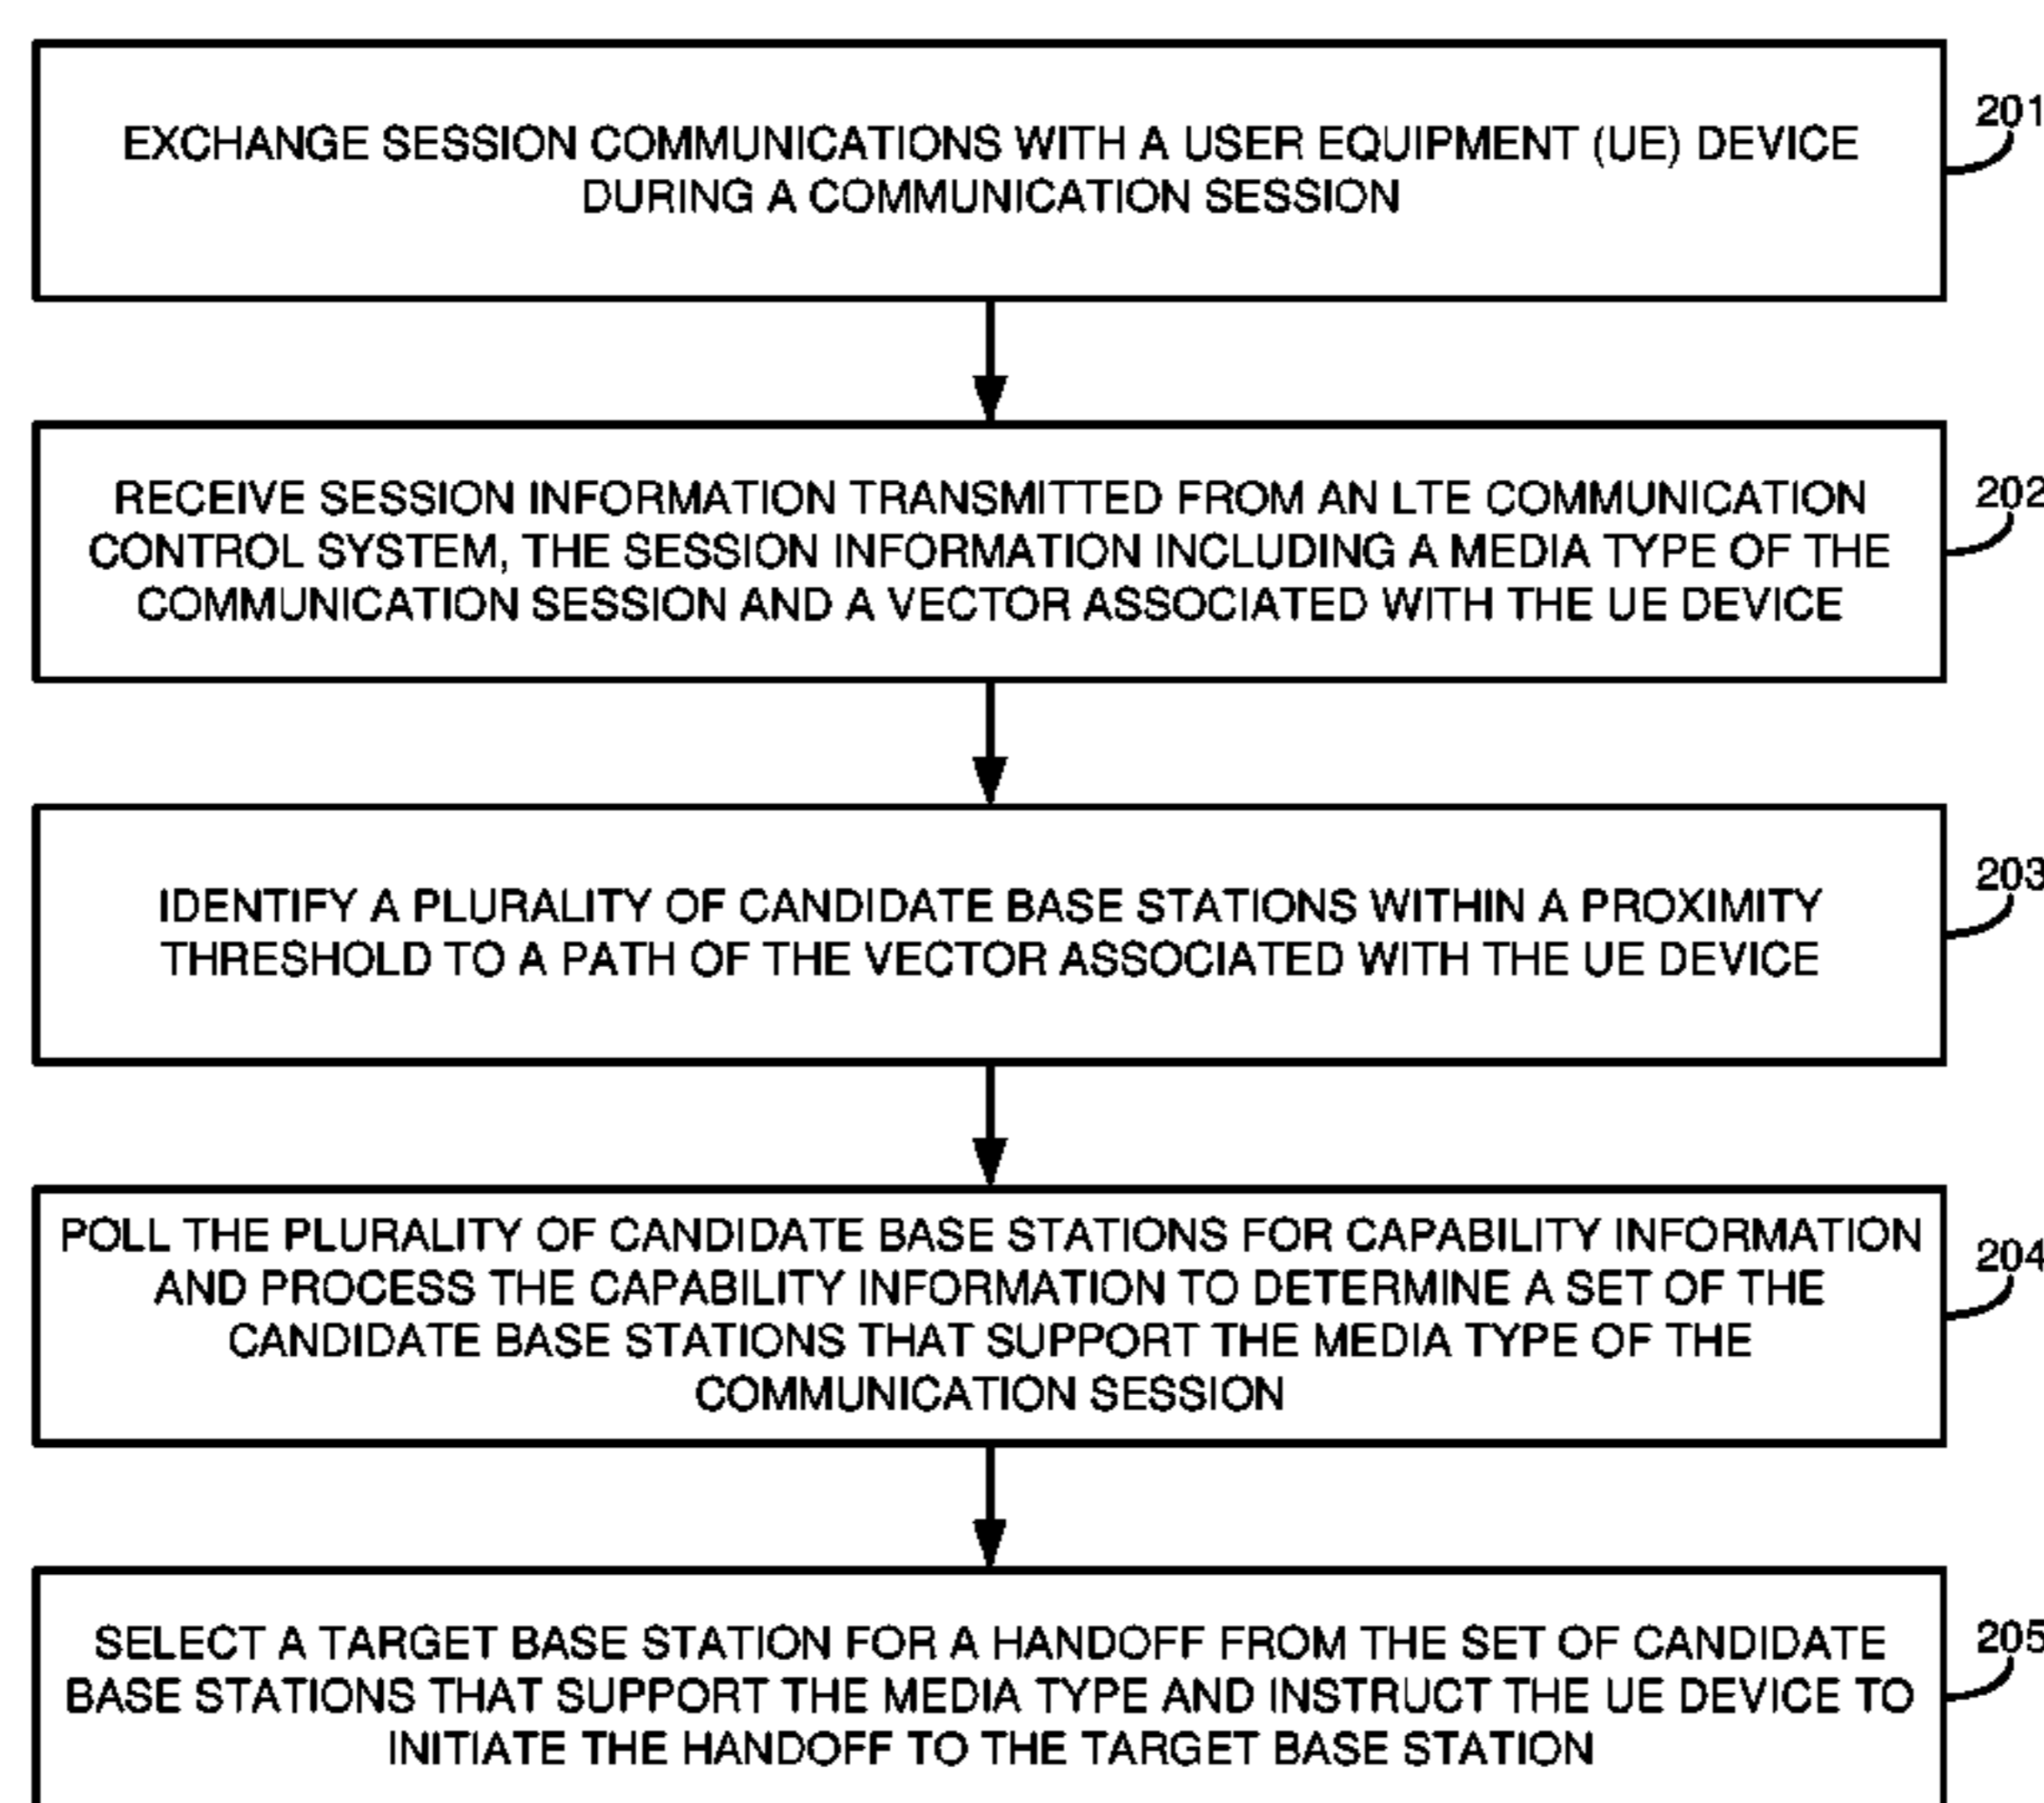 EXCHANGE SESSION COMMUNICATIONS WITH A USER EQUIPMENT (UE) DEVICE
DURING A COMMUNICATION SESSION
201
RECEIVE SESSION INFORMATION TRANSMITTED FROM AN LTE COMMUNICATION
CONTROL SYSTEM, THE SESSION INFORMATION INCLUDING A MEDIA TYPE OF THE
COMMUNICATION SESSION AND A VECTOR ASSOCIATED WITH THE UE DEVICE
202
IDENTIFY A PLURALITY OF CANDIDATE BASE STATIONS WITHIN A PROXIMITY
THRESHOLD TO A PATH OF THE VECTOR ASSOCIATED WITH THE UE DEVICE
203
POLL THE PLURALITY OF CANDIDATE BASE STATIONS FOR CAPABILITY INFORMATION
AND PROCESS THE CAPABILITY INFORMATION TO DETERMINE A SET OF THE
CANDIDATE BASE STATIONS THAT SUPPORT THE MEDIA TYPE OF THE
COMMUNICATION SESSION
204
SELECT A TARGET BASE STATION FOR A HANDOFF FROM THE SET OF CANDIDATE
BASE STATIONS THAT SUPPORT THE MEDIA TYPE AND INSTRUCT THE UE DEVICE TO
INITIATE THE HANDOFF TO THE TARGET BASE STATION
205